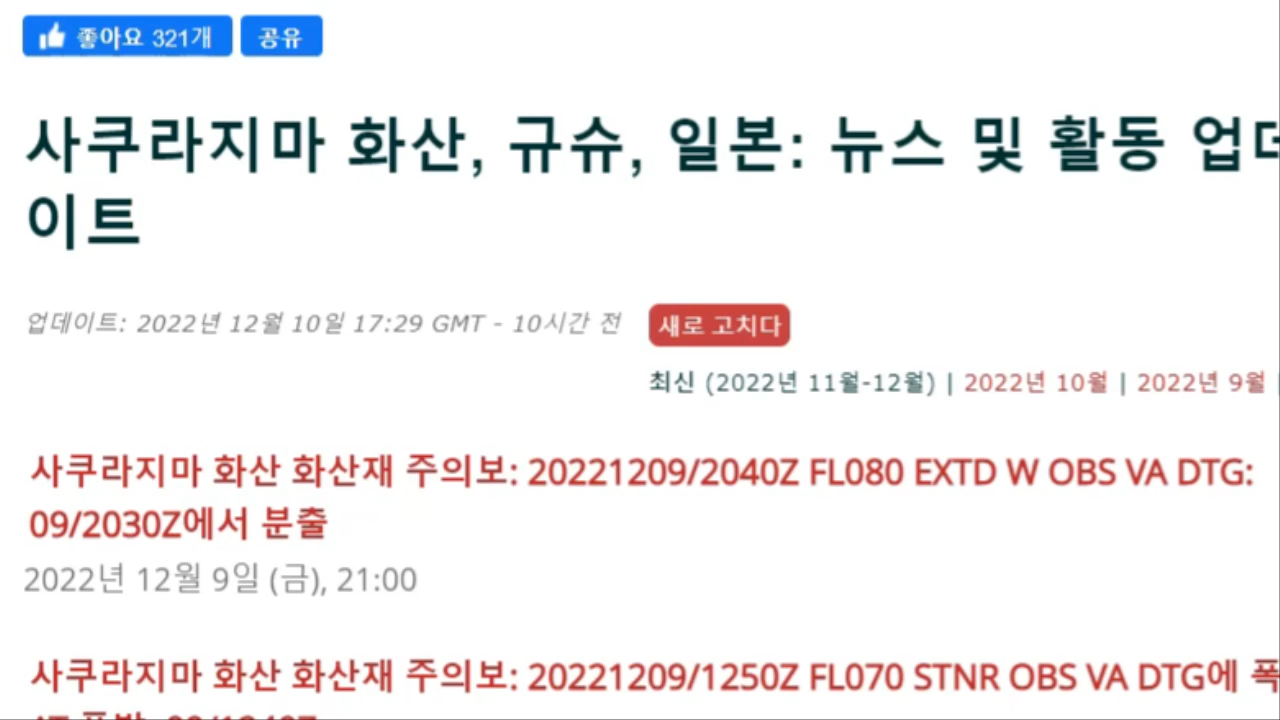 좋아요 321개 공유
사쿠라지마 화산, 규슈, 일본: 뉴스 및 활동 업데
이트
업데이트: 2022년 12월 10일 17:29 GMT - 10시간 전 새로 고치다
최신 (2022년 11월-12월) | 2022년 10월 | 2022년 9월 |
사쿠라지마 화산 화산재 주의보: 20221209/2040Z FL080 EXTD W OBS VA DTG:
09/2030Z에서 분출
2022년 12월 9일 (금), 21:00
사쿠라지마 화산 화산재 주의보: 20221209/1250Z FL070 STNR OBS VA DTG에 폭